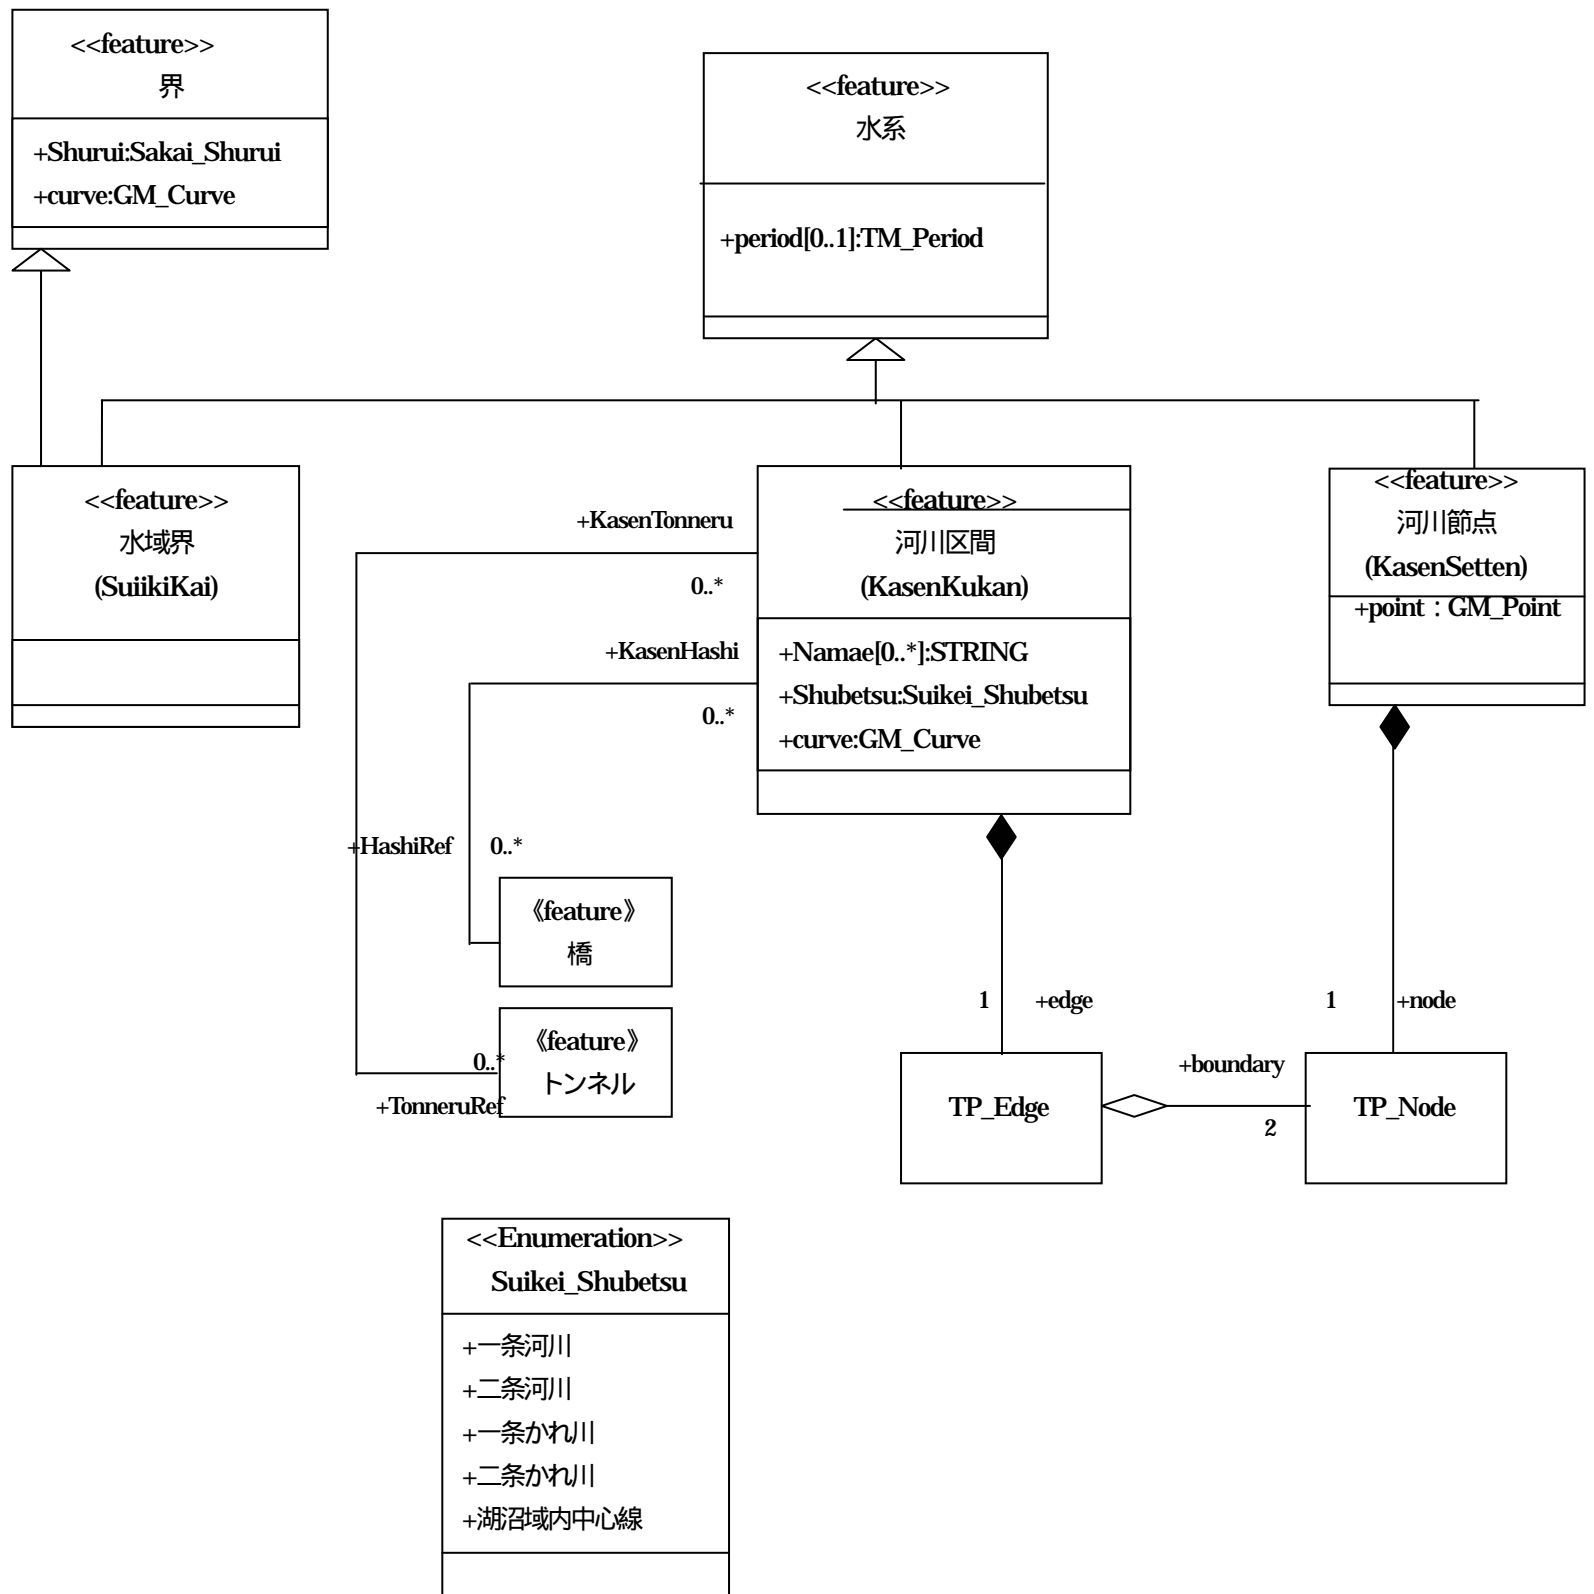 <<feature>>
界
+Shurui:Sakai_Shurui
+curve:GM_Curve
<<feature>>
水系
+period[0..1]:TM_Period
<<feature>>
水域界
(SuiikiKai)
+KasenTonneru
0..*
+KasenHashi
0..*
<<feature>>
河川区間
(KasenKukan)
+Namae[0..*]:STRING
+Shubetsu:Suikei_Shubetsu
+curve:GM_Curve
<<feature>>
河川節点
(KasenSetten)
+point：GM_Point
+HashiRef
0..*
《feature》
橋
0..*
+TonneruRef
《feature》
トンネル
1
+edge
1
+node
TP_Edge
+boundary
2
TP_Node
<<Enumeration>>
Suikei_Shubetsu
+一条河川
+二条河川
+一条かれ川
+二条かれ川
+湖沼域内中心線